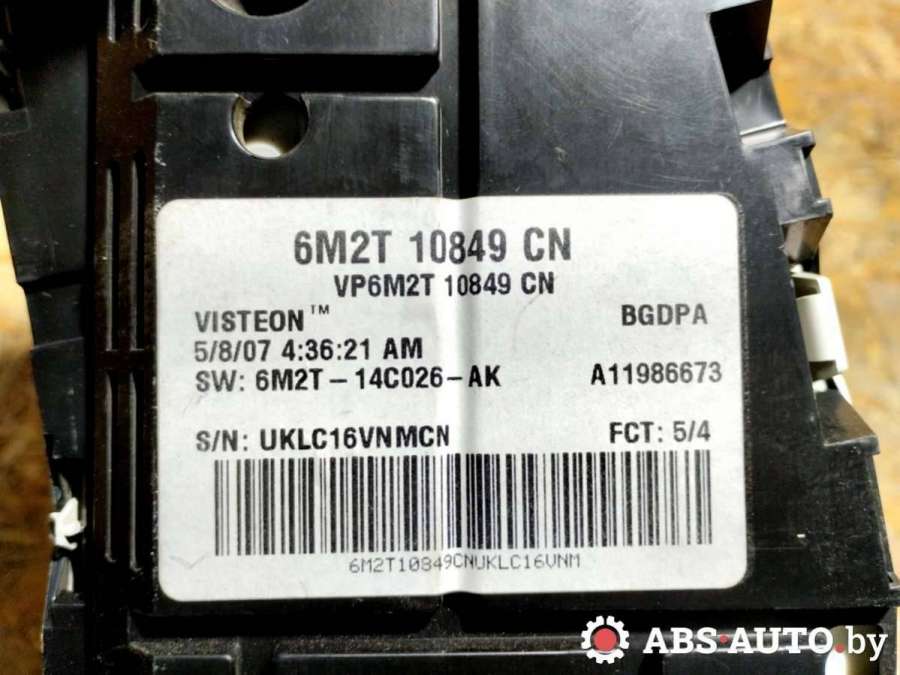 6M2T 10849 CN
VP6M2T 10849 CN
VISTEON™ BGDPA
5/8/07 4:36:21 AM
SW: 6M2T-14C026-AK A11986673
S/N: UKLC16VNMCN FCT: 5/4
6M2T10849CNUKLC16VNM
ABS-AUTO.by